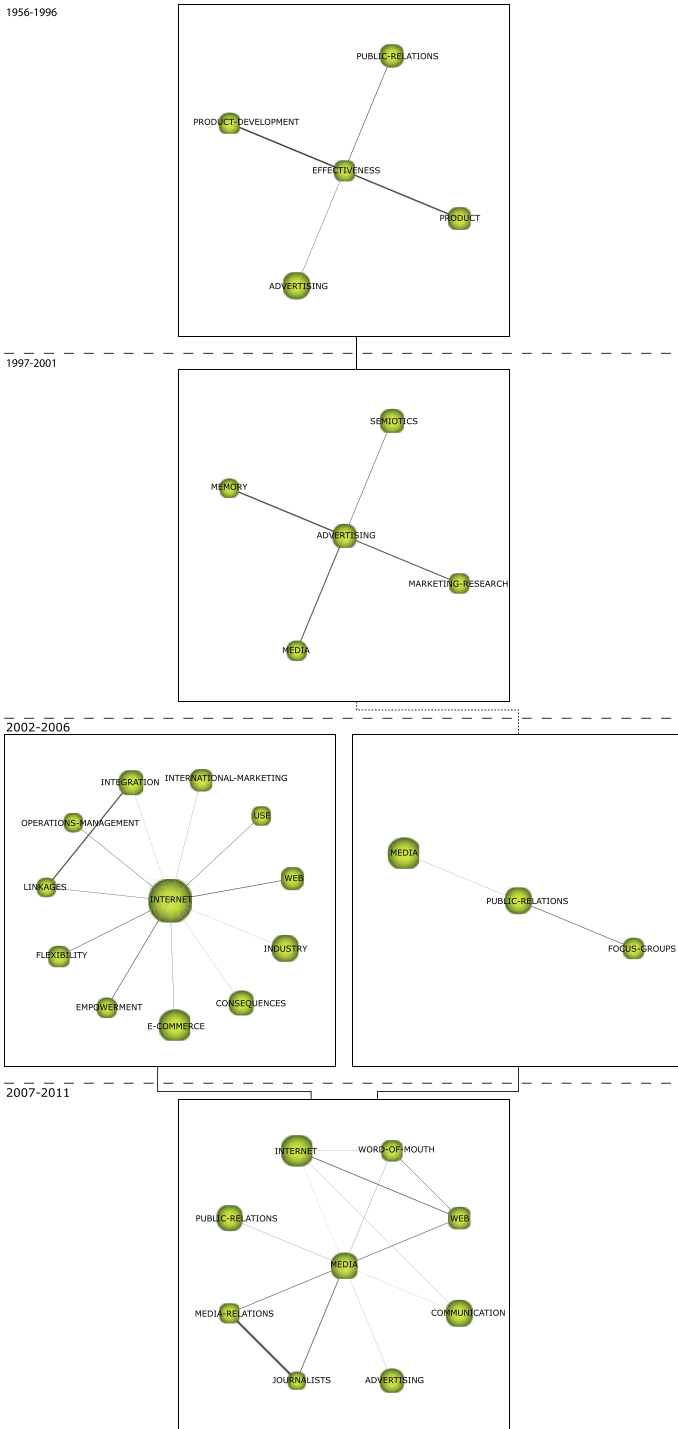 1956-1996
PUBLIC-RELATIONS
PRODUCT-DEVELOPMENT
EFFECTIVENESS
PRODUCT
ADVERTISING
1997-2001
SEMIOTICS
MEMORY
ADVERTISING
MARKETING-RESEARCH
MEDIA
2002-2006
INTEGRATION
INTERNATIONAL-MARKETING
USE
OPERATIONS-MANAGEMENT
WEB
LINKAGES
INTERNET
INDUSTRY
FLEXIBILITY
CONSEQUENCES
EMPOWERMENT
E-COMMERCE
MEDIA
PUBLIC-RELATIONS
FOCUS-GROUPS
2007-2011
INTERNET
WORD-OF-MOUTH
PUBLIC-RELATIONS
WEB
MEDIA
MEDIA-RELATIONS
COMMUNICATION
JOURNALISTS
ADVERTISING